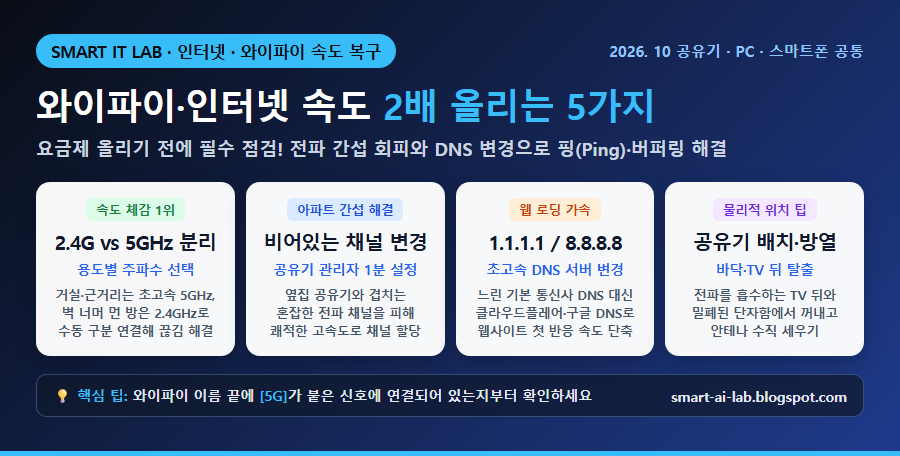 SMART IT LAB · 인터넷 · 와이파이 속도 복구
2026. 10 공유기 · PC · 스마트폰 공통
와이파이·인터넷 속도 2배 올리는 5가지
요금제 올리기 전에 필수 점검! 전파 간섭 회피와 DNS 변경으로 핑(Ping)·버퍼링 해결
속도 체감 1위
2.4G vs 5GHz 분리
용도별 주파수 선택
거실·근거리는 초고속 5GHz,
벽 너머 먼 방은 2.4GHz로
수동 구분 연결해 끊김 해결
아파트 간섭 해결
비어있는 채널 변경
공유기 관리자 1분 설정
옆집 공유기와 겹치는
혼잡한 전파 채널을 피해
쾌적한 고속도로 채널 할당
웹 로딩 가속
1.1.1.1 / 8.8.8.8
초고속 DNS 서버 변경
느린 기본 통신사 DNS 대신
클라우드플레어·구글 DNS로
웹사이트 첫 반응 속도 단축
물리적 위치 팁
공유기 배치·방열
바닥·TV 뒤 탈출
전파를 흡수하는 TV 뒤와
밀폐된 단자함에서 꺼내고
안테나 수직 세우기
💡 핵심 팁: 와이파이 이름 끝에 [5G]가 붙은 신호에 연결되어 있는지부터 확인하세요
smart-ai-lab.blogspot.com